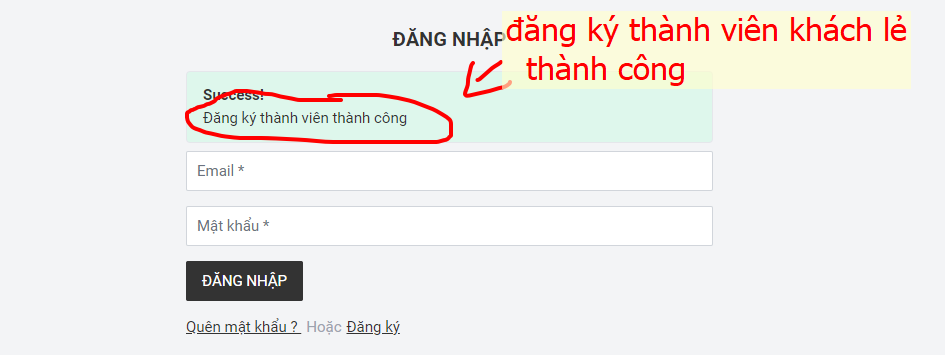 ĐĂNG NHẬP
đăng ký thành viên khách lẻ
thành công
Success!
Đăng ký thành viên thành công
Email *
Mật khẩu *
ĐĂNG NHẬP
Quên mật khẩu ? Hoặc Đăng ký